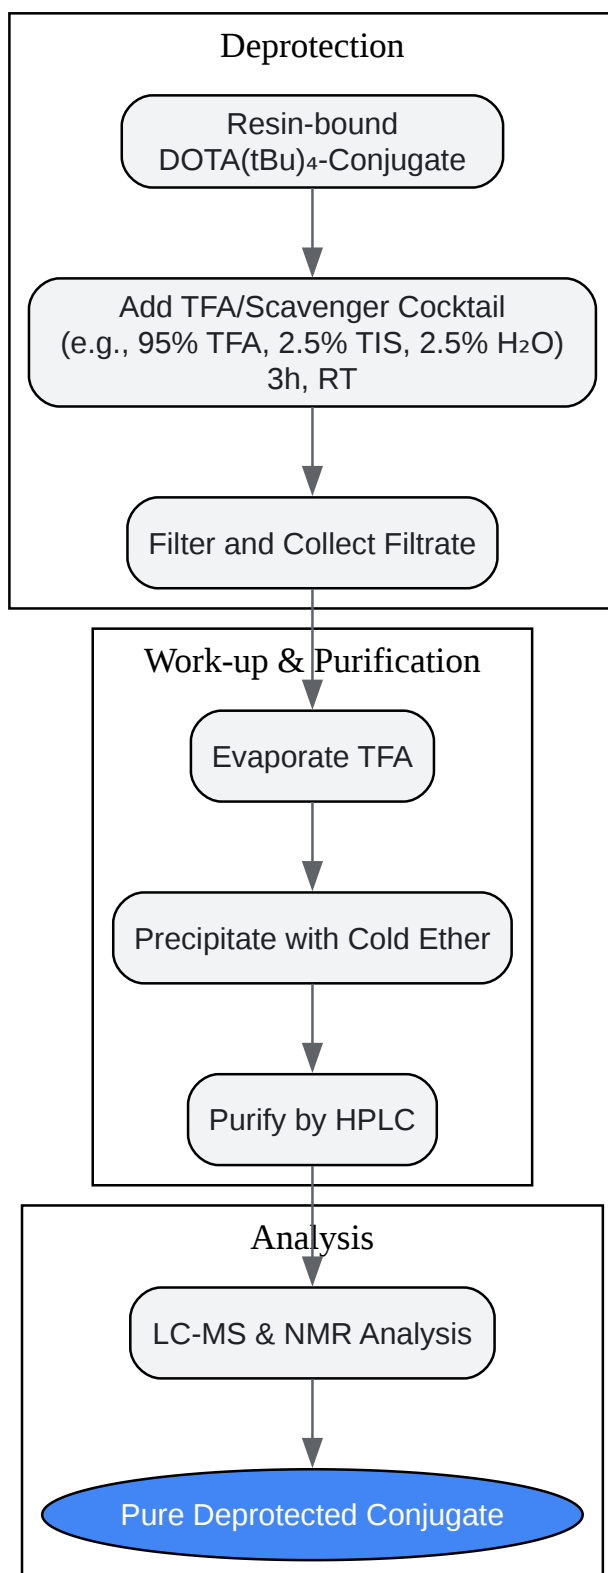 Deprotection
Resin-bound
DOTA(tBu)₄-Conjugate
Add TFA/Scavenger Cocktail
(e.g., 95% TFA, 2.5% TIS, 2.5% H₂O)
3h, RT
Filter and Collect Filtrate
Work-up & Purification
Evaporate TFA
Precipitate with Cold Ether
Purify by HPLC
Analysis
LC-MS & NMR Analysis
Pure Deprotected Conjugate